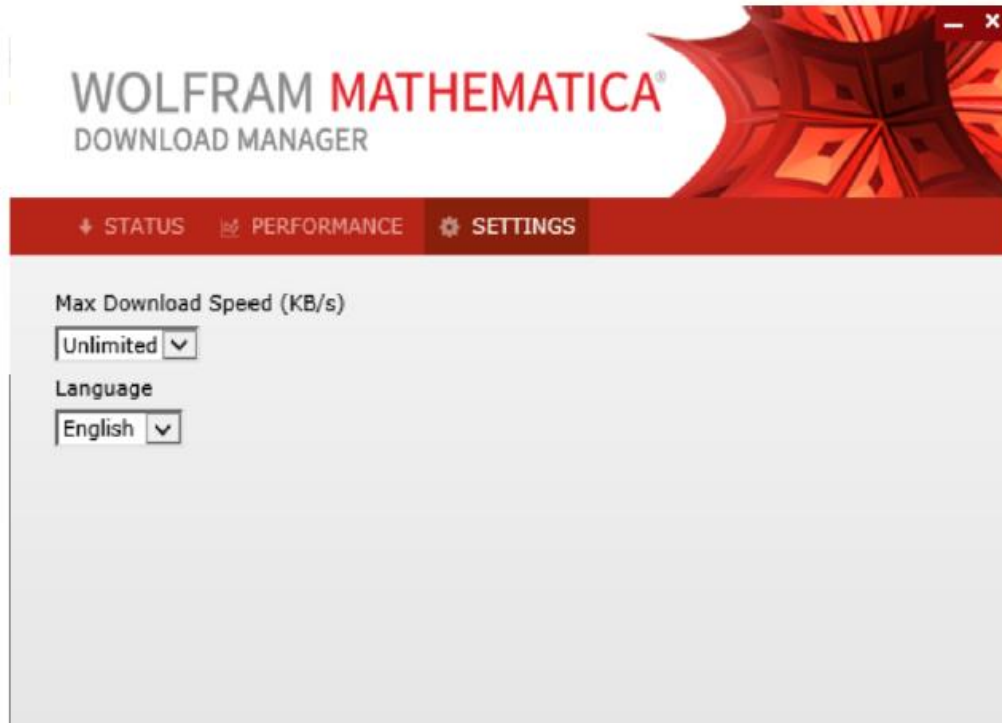 WOLFRAM MATHEMATICA®
DOWNLOAD MANAGER
STATUS PERFORMANCE SETTINGS
Max Download Speed (KB/s)
Unlimited
Language
English